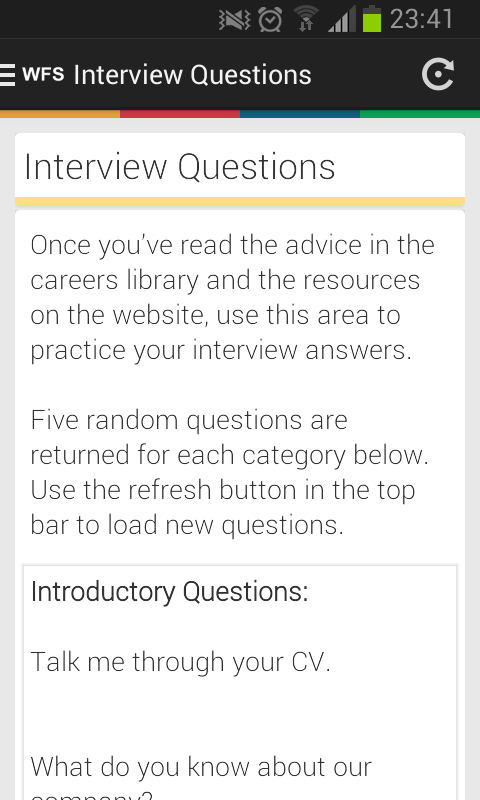 23:41
WFS Interview Questions
Interview Questions
Once you've read the advice in the
careers library and the resources
on the website, use this area to
practice your interview answers.
Five random questions are
returned for each category below.
Use the refresh button in the top
bar to load new questions.
Introductory Questions:
Talk me through your CV.
What do you know about our
company?